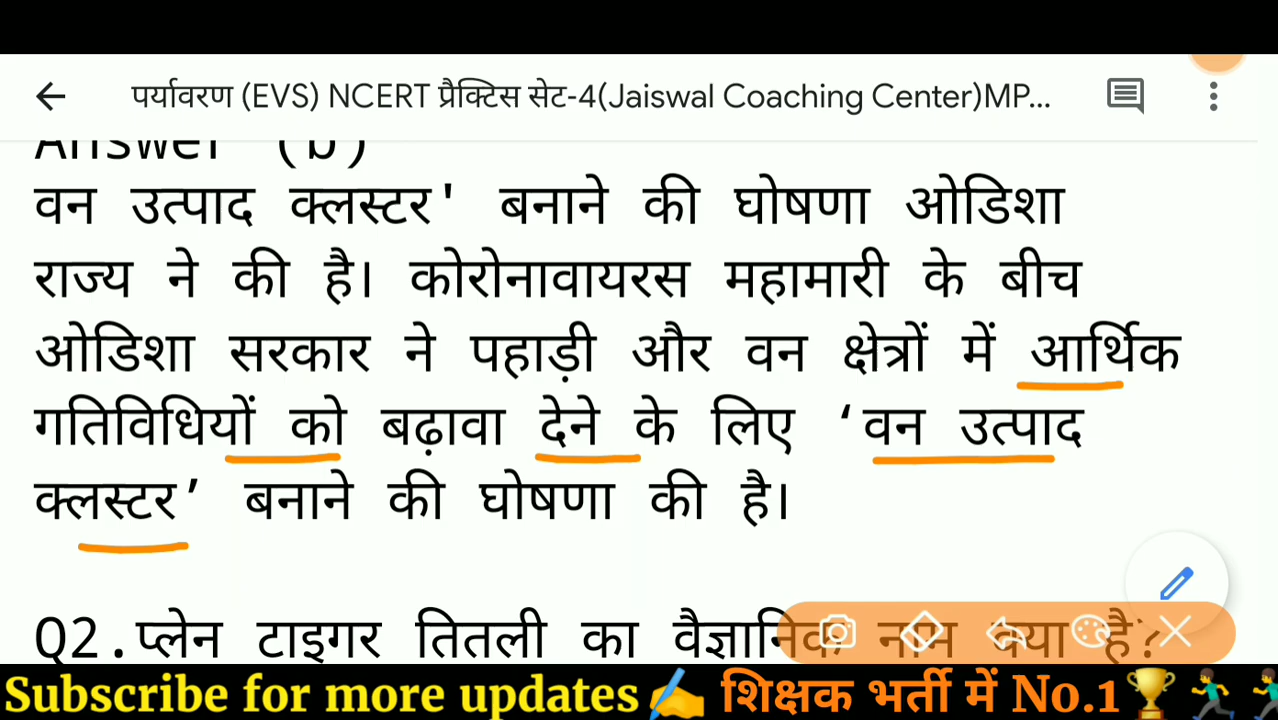 पर्यावरण (EVS) NCERT प्रैक्टिस सेट-4(Jaiswal Coaching Center)MP...
Answer (b)
वन उत्पाद क्लस्टर' बनाने की घोषणा ओडिशा
राज्य ने की है। कोरोनावायरस महामारी के बीच
ओडिशा सरकार ने पहाड़ी और वन क्षेत्रों में आर्थिक
गतिविधियों को बढ़ावा देने के लिए ‘वन उत्पाद
क्लस्टर’ बनाने की घोषणा की है।
Q2.प्लेन टाइगर तितली का वैज्ञानिक नाम क्या है?
Subscribe for more updates✍️ शिक्षक भर्ती में No.1🏆🏃🏃